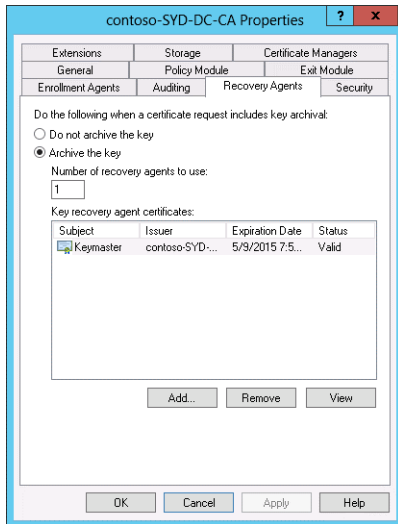 contoso-SYD-DC-CA Properties
?
x
Extensions
Storage
Certificate Managers
General
Policy Module
Exit Module
Enrollment Agents
Auditing
Recovery Agents
Security
Do the following when a certificate request includes key archival:
Do not archive the key
Archive the key
Number of recovery agents to use:
1
Key recovery agent certificates:
Subject
Issuer
Expiration Date
Status
Keymaster
contoso-SYD-...
5/9/2015 7:5...
Valid
Add...
Remove
View
OK
Cancel
Apply
Help